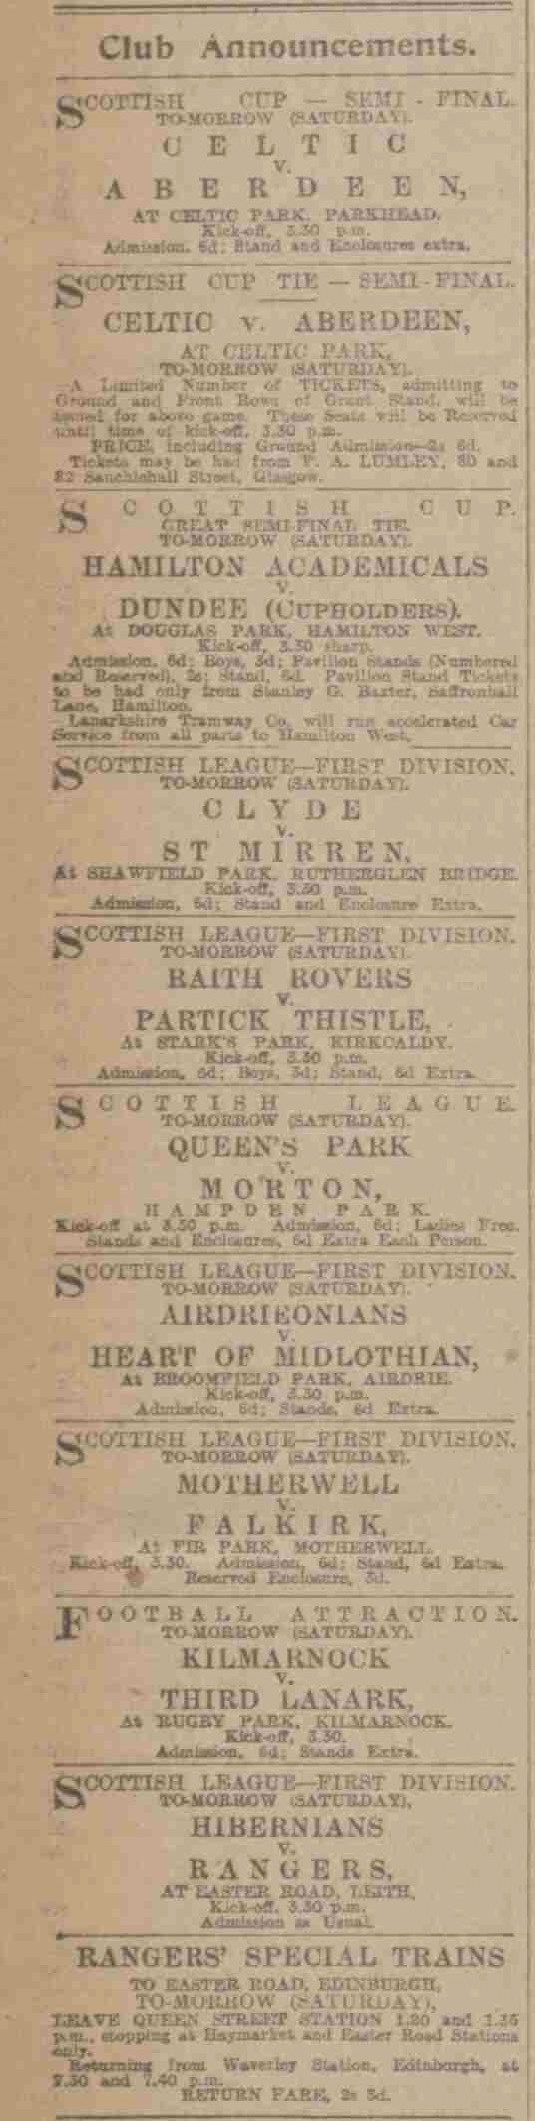 Club Announcements.
SCOTTISH CUP — SEMI - FINAL.
TO-MORROW (SATURDAY).
CELTIC
v.
ABERDEEN,
AT CELTIC PARK, PARKHEAD.
Kick-off, 3.30 p.m.
Admission, 6d; Stand and Enclosures extra.
SCOTTISH CUP TIE — SEMI-FINAL.
CELTIC v. ABERDEEN,
AT CELTIC PARK,
TO-MORROW (SATURDAY).
A Limited Number of TICKETS, admitting to
Ground and Front Rows of Grant Stand, will be
issued for above game. These Seats will be Reserved
until time of kick-off, 3.30 p.m.
PRICE, including Ground Admission—2s 6d.
Tickets may be had from F. A. LUMLEY, 80 and
82 Sauchiehall Street, Glasgow.
SCOTTISH CUP.
GREAT SEMI-FINAL TIE.
TO-MORROW (SATURDAY).
HAMILTON ACADEMICALS
v.
DUNDEE (CUPHOLDERS).
At DOUGLAS PARK, HAMILTON WEST.
Kick-off, 3.30 sharp.
Admission, 6d; Boys, 3d; Pavilion Stands (Numbered
and Reserved), 2s; Stand, 6d. Pavilion Stand Tickets
to be had only from Stanley G. Baxter, Saffronhall
Lane, Hamilton.
Lanarkshire Tramway Co. will run accelerated Car
Service from all parts to Hamilton West.
SCOTTISH LEAGUE—FIRST DIVISION.
TO-MORROW (SATURDAY).
CLYDE
v.
ST MIRREN,
At SHAWFIELD PARK, RUTHERGLEN BRIDGE.
Kick-off, 3.30 p.m.
Admission, 6d; Stand and Enclosure Extra.
SCOTTISH LEAGUE—FIRST DIVISION.
TO-MORROW (SATURDAY).
RAITH ROVERS
v.
PARTICK THISTLE,
At STARK'S PARK, KIRKCALDY.
Kick-off, 3.30 p.m.
Admission, 6d; Boys, 3d; Stand, 6d Extra.
SCOTTISH LEAGUE.
TO-MORROW (SATURDAY).
QUEEN'S PARK
v.
MORTON,
HAMPDEN PARK.
Kick-off at 3.30 p.m. Admission, 6d; Ladies Free.
Stands and Enclosures, 6d Extra Each Person.
SCOTTISH LEAGUE—FIRST DIVISION.
TO-MORROW (SATURDAY).
AIRDRIEONIANS
v.
HEART OF MIDLOTHIAN,
At BROOMFIELD PARK, AIRDRIE.
Kick-off, 3.30 p.m.
Admission, 6d; Stands, 6d Extra.
SCOTTISH LEAGUE—FIRST DIVISION.
TO-MORROW (SATURDAY).
MOTHERWELL
v.
FALKIRK,
At FIR PARK, MOTHERWELL.
Kick-off, 3.30. Admission, 6d; Stand, 6d Extra.
Reserved Enclosure, 3d.
FOOTBALL ATTRACTION.
TO-MORROW (SATURDAY).
KILMARNOCK
v.
THIRD LANARK,
At RUGBY PARK, KILMARNOCK.
Kick-off, 3.30.
Admission, 6d; Stands Extra.
SCOTTISH LEAGUE—FIRST DIVISION.
TO-MORROW (SATURDAY),
HIBERNIANS
v.
RANGERS,
AT EASTER ROAD, LEITH,
Kick-off, 3.30 p.m.
Admission as Usual.
RANGERS' SPECIAL TRAINS
TO EASTER ROAD, EDINBURGH,
TO-MORROW (SATURDAY),
LEAVE QUEEN STREET STATION 1.20 and 1.35
p.m., stopping at Haymarket and Easter Road Stations
only.
Returning from Waverley Station, Edinburgh, at
7.30 and 7.40 p.m.
RETURN FARE, 2s 3d.